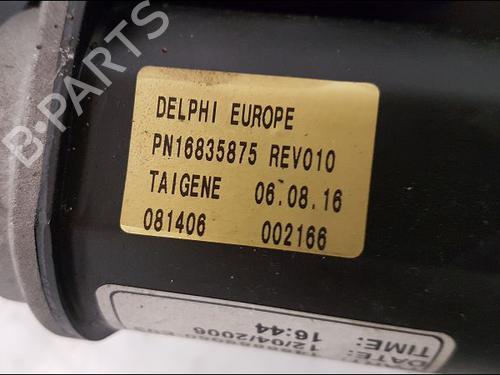 B-PARTS
DELPHI EUROPE
PN16835875 REV010
TAIGENE 06.08.16
081406 002166
TIME: 16:44
DATE: 12/04/2006